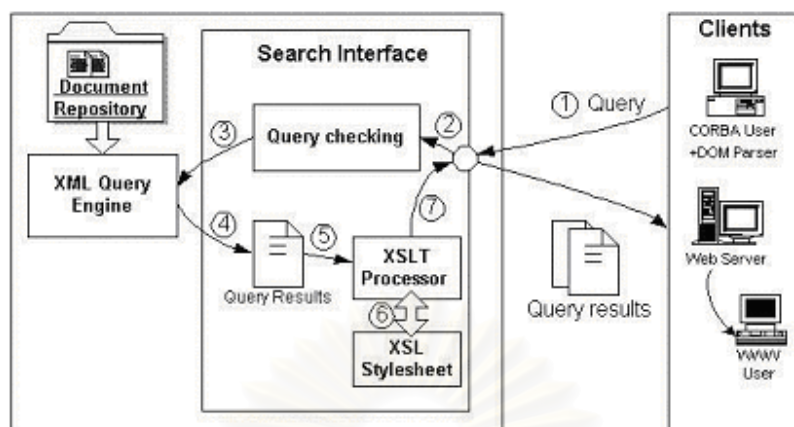 Document
Repository
XML Query
Engine
Search Interface
Query checking
3
2
4
5
Query Results
XSLT
Processor
7
6
XSL
Stylesheet
1 Query
Query results
Clients
CORBA User
+DOM Parser
Web Server
WWW
User